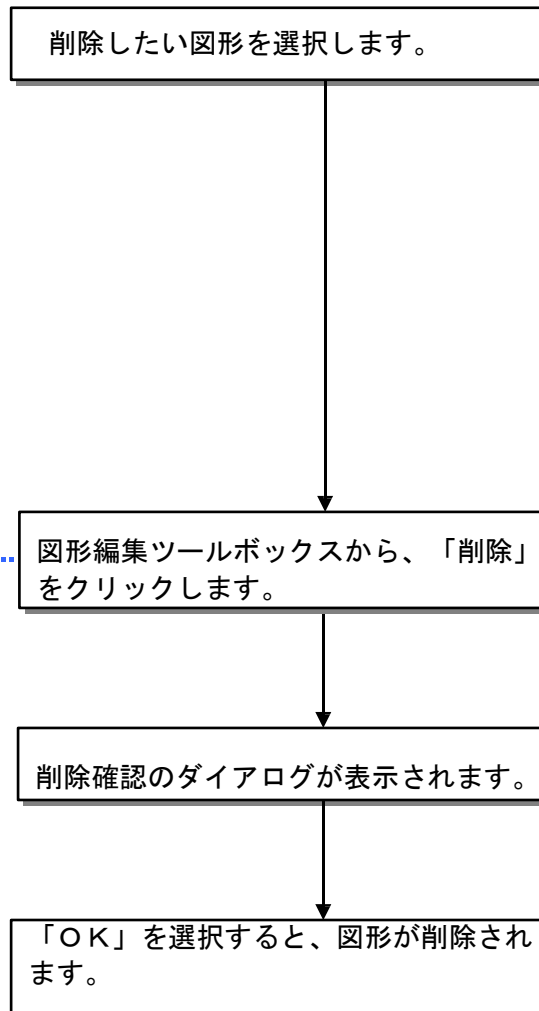 削除したい図形を選択します。
図形編集ツールボックスから、「削除」
をクリックします。
削除確認のダイアログが表示されます。
「ＯＫ」を選択すると、図形が削除され
ます。